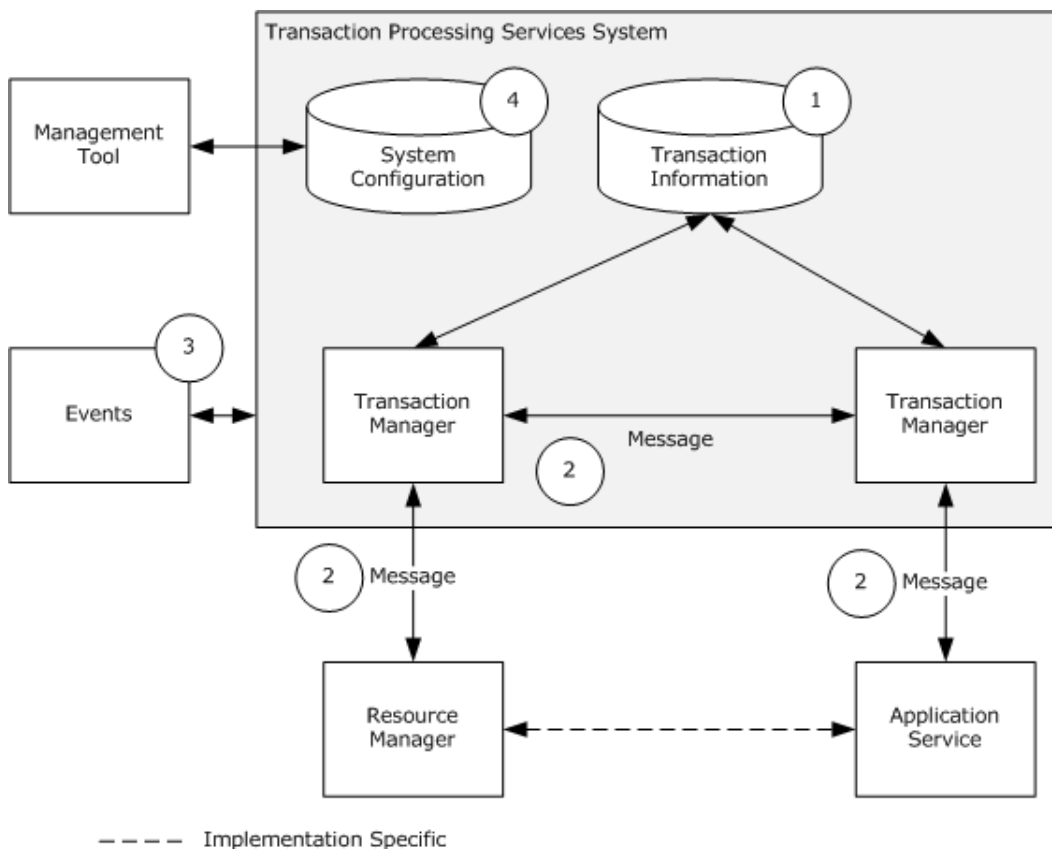 Transaction Processing Services System
Management
Tool
4
System
Configuration
1
Transaction
Information
3
Events
Transaction
Manager
Message
2
Transaction
Manager
2
Message
2
Message
Resource
Manager
Application
Service
Implementation Specific